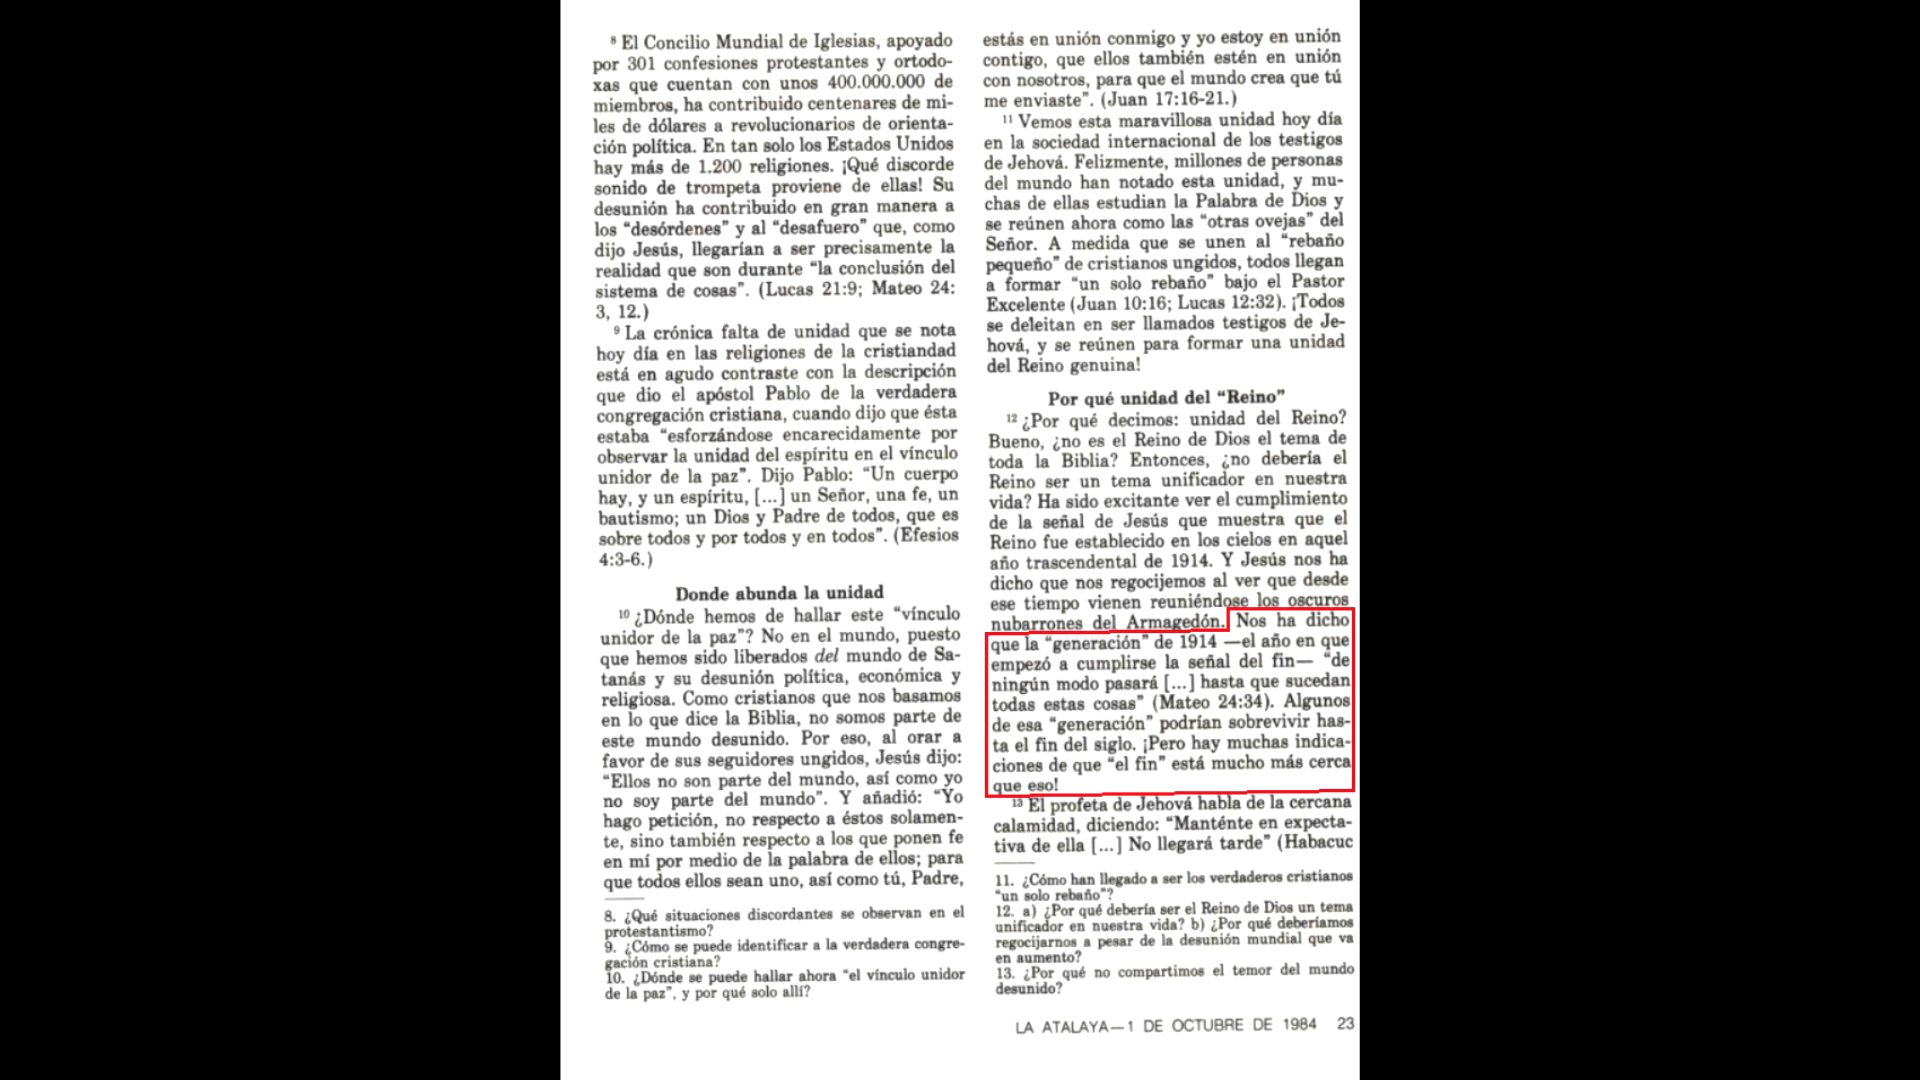 ⁸ El Concilio Mundial de Iglesias, apoyado
por 301 confesiones protestantes y ortodo-
xas que cuentan con unos 400.000.000 de
miembros, ha contribuido centenares de mi-
les de dólares a revolucionarios de orienta-
ción política. En tan solo los Estados Unidos
hay más de 1.200 religiones. ¡Qué discorde
sonido de trompeta proviene de ellas! Su
desunión ha contribuido en gran manera a
los “desórdenes” y al “desafuero” que, como
dijo Jesús, llegarían a ser precisamente la
realidad que son durante “la conclusión del
sistema de cosas”. (Lucas 21:9; Mateo 24:
3, 12.)
⁹ La crónica falta de unidad que se nota
hoy día en las religiones de la cristiandad
está en agudo contraste con la descripción
que dio el apóstol Pablo de la verdadera
congregación cristiana, cuando dijo que ésta
estaba “esforzándose encarecidamente por
observar la unidad del espíritu en el vínculo
unidor de la paz”. Dijo Pablo: “Un cuerpo
hay, y un espíritu, [...] un Señor, una fe, un
bautismo; un Dios y Padre de todos, que es
sobre todos y por todos y en todos”. (Efesios
4:3-6.)
Donde abunda la unidad
¹⁰ ¿Dónde hemos de hallar este “vínculo
unidor de la paz”? No en el mundo, puesto
que hemos sido liberados del mundo de Sa-
tanás y su desunión política, económica y
religiosa. Como cristianos que nos basamos
en lo que dice la Biblia, no somos parte de
este mundo desunido. Por eso, al orar a
favor de sus seguidores ungidos, Jesús dijo:
“Ellos no son parte del mundo, así como yo
no soy parte del mundo”. Y añadió: “Yo
hago petición, no respecto a éstos solamen-
te, sino también respecto a los que ponen fe
en mí por medio de la palabra de ellos; para
que todos ellos sean uno, así como tú, Padre,
8. ¿Qué situaciones discordantes se observan en el
protestantismo?
9. ¿Cómo se puede identificar a la verdadera congre-
gación cristiana?
10. ¿Dónde se puede hallar ahora “el vínculo unidor
de la paz”, y por qué solo allí?
estás en unión conmigo y yo estoy en unión
contigo, que ellos también estén en unión
con nosotros, para que el mundo crea que tú
me enviaste”. (Juan 17:16-21.)
¹¹ Vemos esta maravillosa unidad hoy día
en la sociedad internacional de los testigos
de Jehová. Felizmente, millones de personas
del mundo han notado esta unidad, y mu-
chas de ellas estudian la Palabra de Dios y
se reúnen ahora como las “otras ovejas” del
Señor. A medida que se unen al “rebaño
pequeño” de cristianos ungidos, todos llegan
a formar “un solo rebaño” bajo el Pastor
Excelente (Juan 10:16; Lucas 12:32). ¡Todos
se deleitan en ser llamados testigos de Je-
hová, y se reúnen para formar una unidad
del Reino genuina!
Por qué unidad del “Reino”
¹² ¿Por qué decimos: unidad del Reino?
Bueno, ¿no es el Reino de Dios el tema de
toda la Biblia? Entonces, ¿no debería el
Reino ser un tema unificador en nuestra
vida? Ha sido excitante ver el cumplimiento
de la señal de Jesús que muestra que el
Reino fue establecido en los cielos en aquel
año trascendental de 1914. Y Jesús nos ha
dicho que nos regocijemos al ver que desde
ese tiempo vienen reuniéndose los oscuros
nubarrones del Armagedón. Nos ha dicho
que la “generación” de 1914 —el año en que
empezó a cumplirse la señal del fin— “de
ningún modo pasará [...] hasta que sucedan
todas estas cosas” (Mateo 24:34). Algunos
de esa “generación” podrían sobrevivir has-
ta el fin del siglo. ¡Pero hay muchas indica-
ciones de que “el fin” está mucho más cerca
que eso!
¹³ El profeta de Jehová habla de la cercana
calamidad, diciendo: “Manténte en expecta-
tiva de ella [...] No llegará tarde” (Habacuc
11. ¿Cómo han llegado a ser los verdaderos cristianos
“un solo rebaño”?
12. a) ¿Por qué debería ser el Reino de Dios un tema
unificador en nuestra vida? b) ¿Por qué deberíamos
regocijarnos a pesar de la desunión mundial que va
en aumento?
13. ¿Por qué no compartimos el temor del mundo
desunido?
LA ATALAYA—1 DE OCTUBRE DE 1984 23